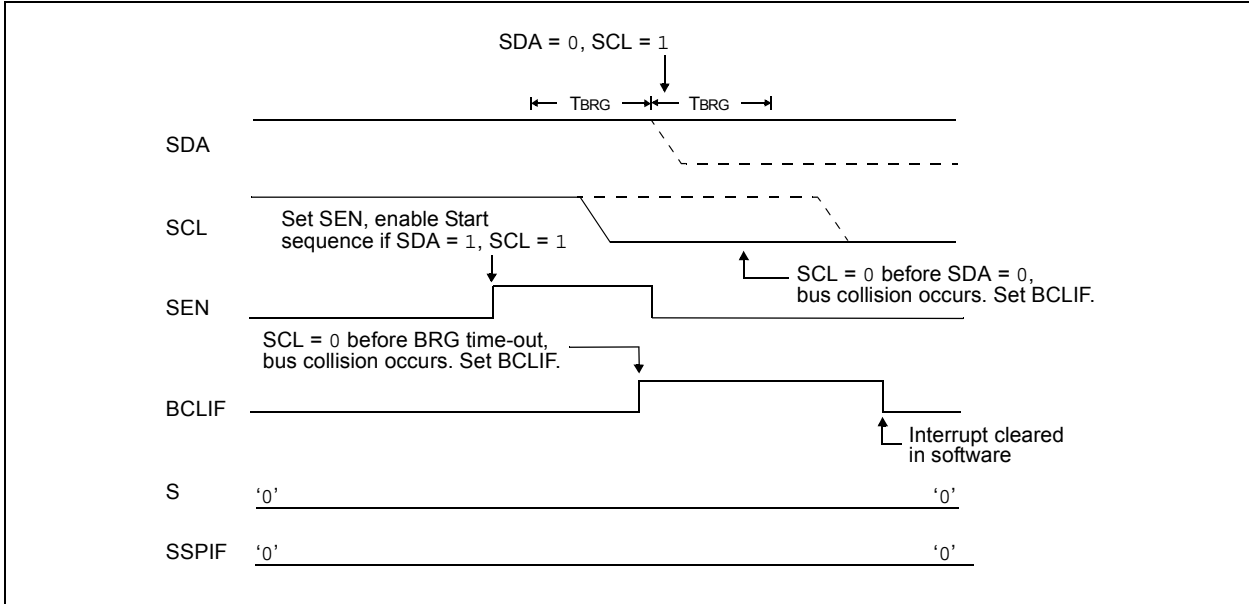 SDA = 0, SCL = 1
TBRG TBRG
SDA
SCL
Set SEN, enable Start
sequence if SDA = 1, SCL = 1
SCL = 0 before SDA = 0,
bus collision occurs. Set BCLIF.
SEN
SCL = 0 before BRG time-out,
bus collision occurs. Set BCLIF.
BCLIF
Interrupt cleared
in software
S ‘0’ ‘0’
SSPIF ‘0’ ‘0’